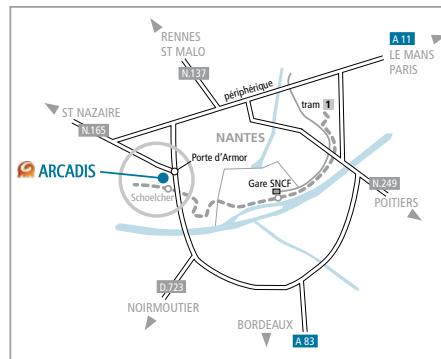 RENNES
ST MALO
N.137
A 11
LE MANS
PARIS
périphérique
tram 1
ST NAZAIRE
N.165
NANTES
Porte d'Armor
ARCADIS
Gare SNCF
Schoelcher
N.249
POITIERS
D.723
NOIRMOUTIER
BORDEAUX
A 83